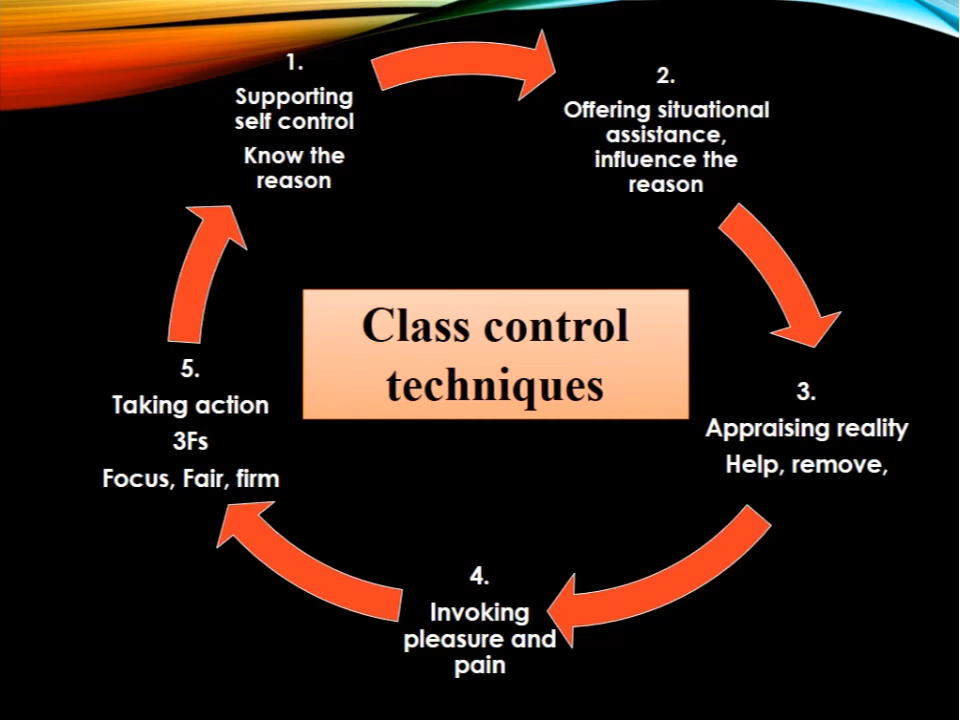 1.
Supporting
self control
Know the
reason
2.
Offering situational
assistance,
influence the
reason
Class control
techniques
3.
Appraising reality
Help, remove,
4.
Invoking
pleasure and
pain
5.
Taking action
3Fs
Focus, Fair, firm